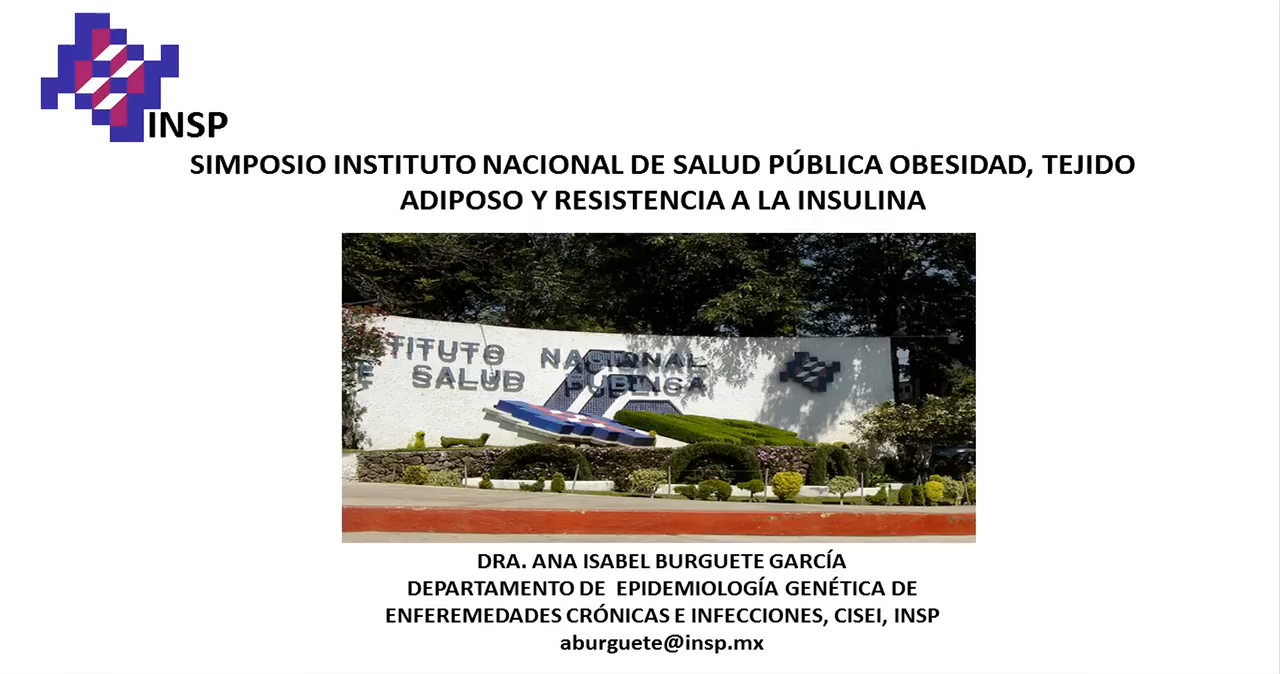 INSP
SIMPOSIO INSTITUTO NACIONAL DE SALUD PÚBLICA OBESIDAD, TEJIDO
ADIPOSO Y RESISTENCIA A LA INSULINA
TITUTO NACIONAL
E SALUD PUBLICA
DRA. ANA ISABEL BURGUETE GARCÍA
DEPARTAMENTO DE EPIDEMIOLOGÍA GENÉTICA DE
ENFEREMEDADES CRÓNICAS E INFECCIONES, CISEI, INSP
aburguete@insp.mx